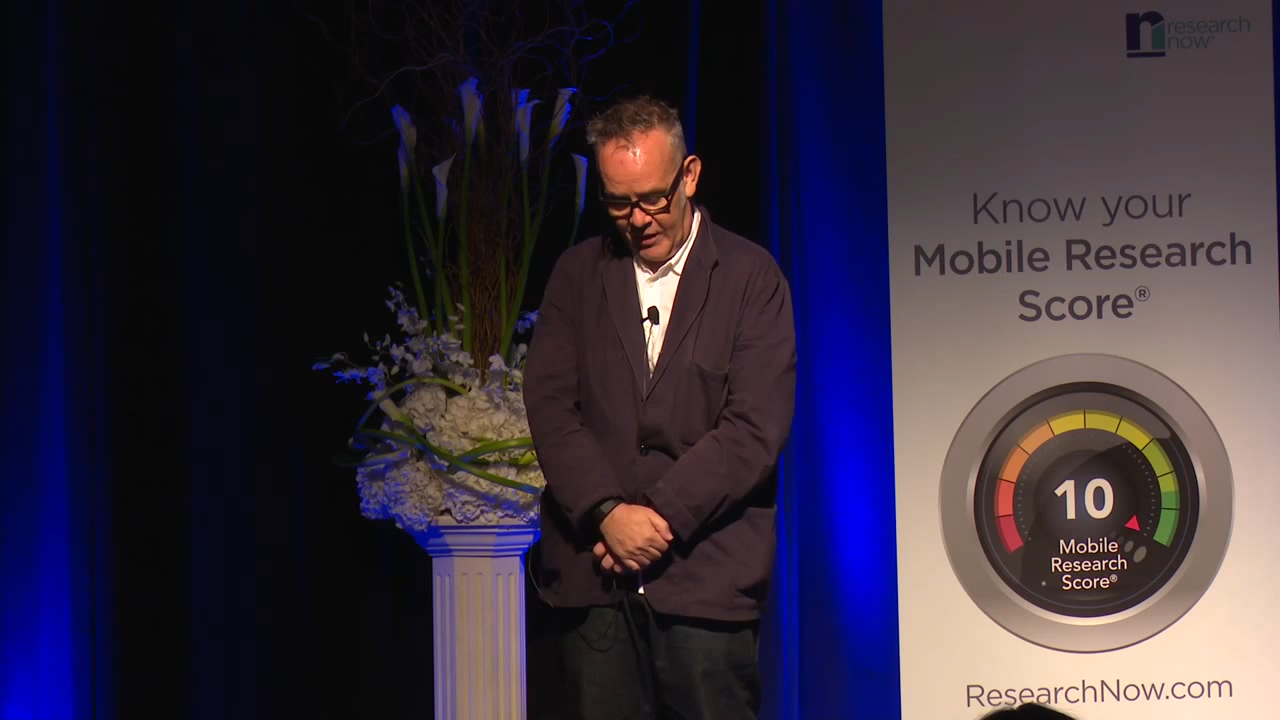 research
now
Know your
Mobile Research
Score®
10
Mobile
Research
Score®
ResearchNow.com